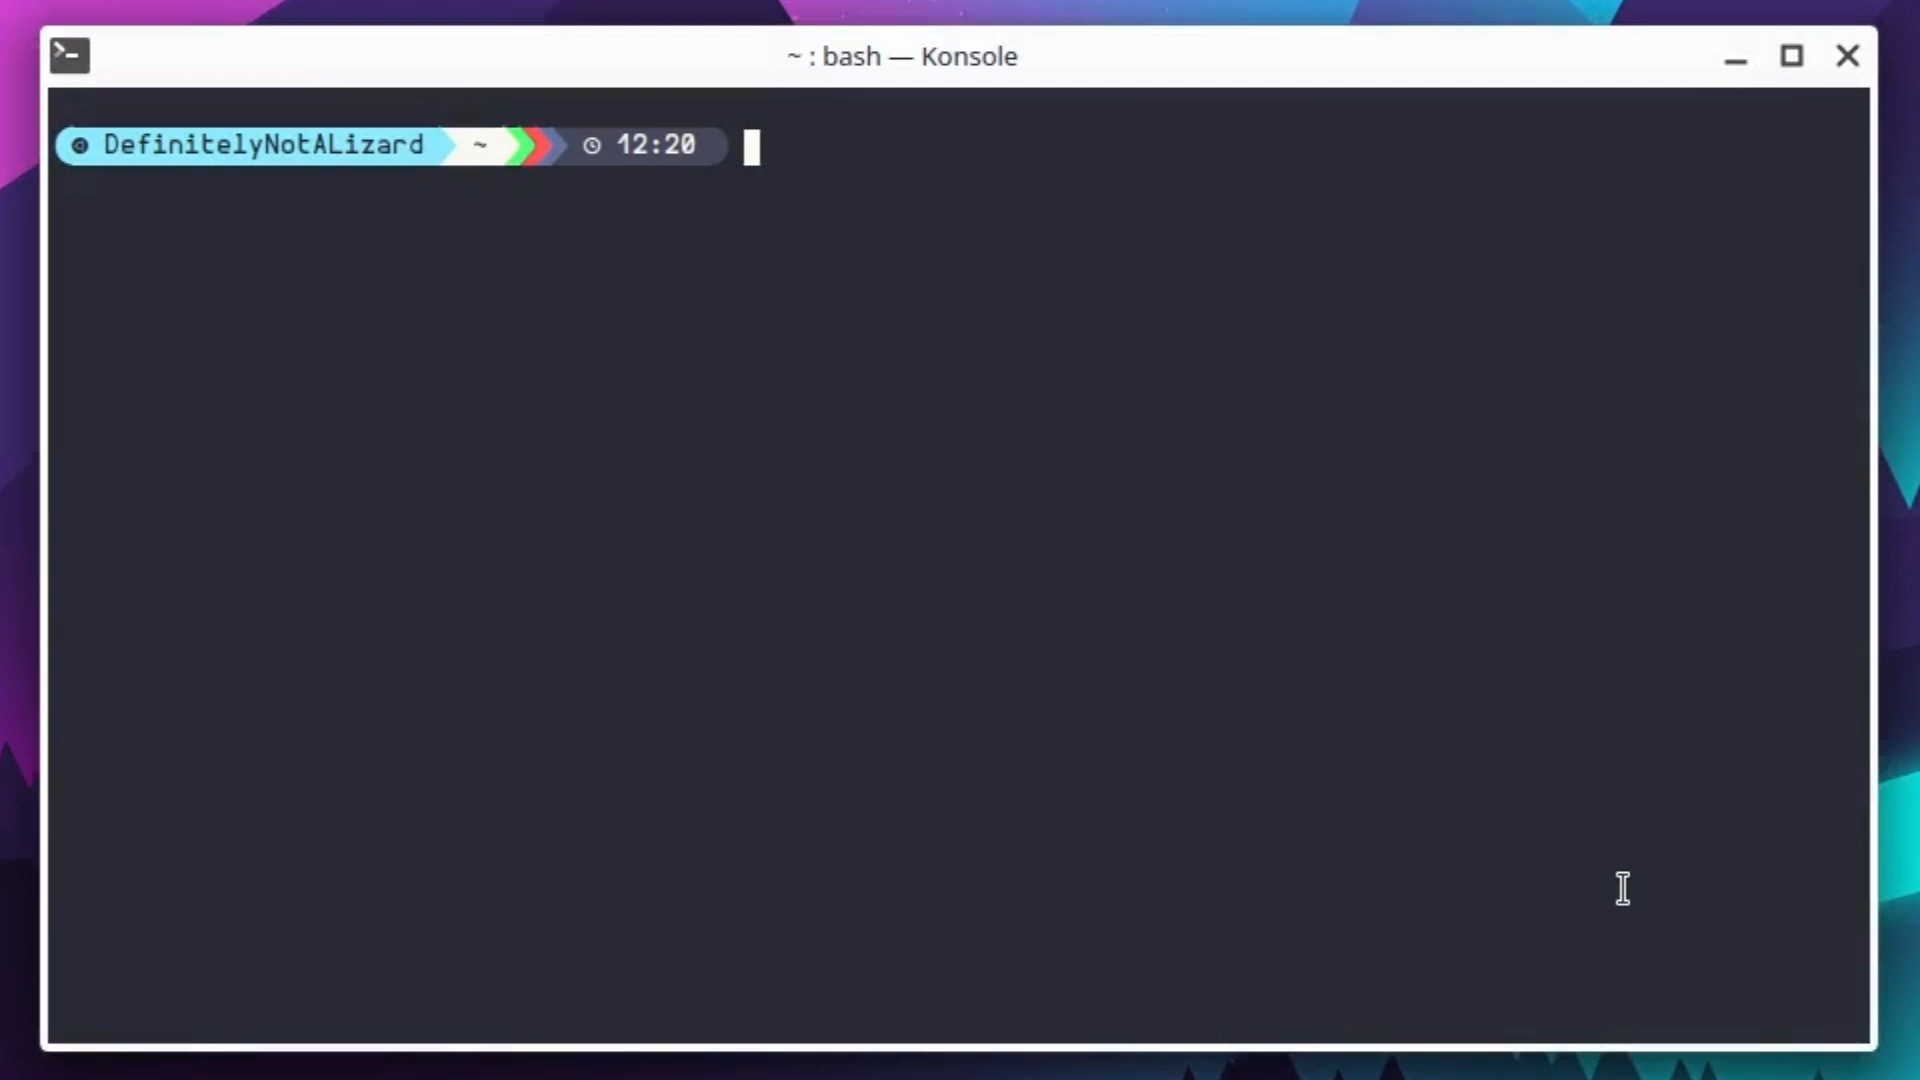 ~ : bash — Konsole
DefinitelyNotALizard ~ 12:20